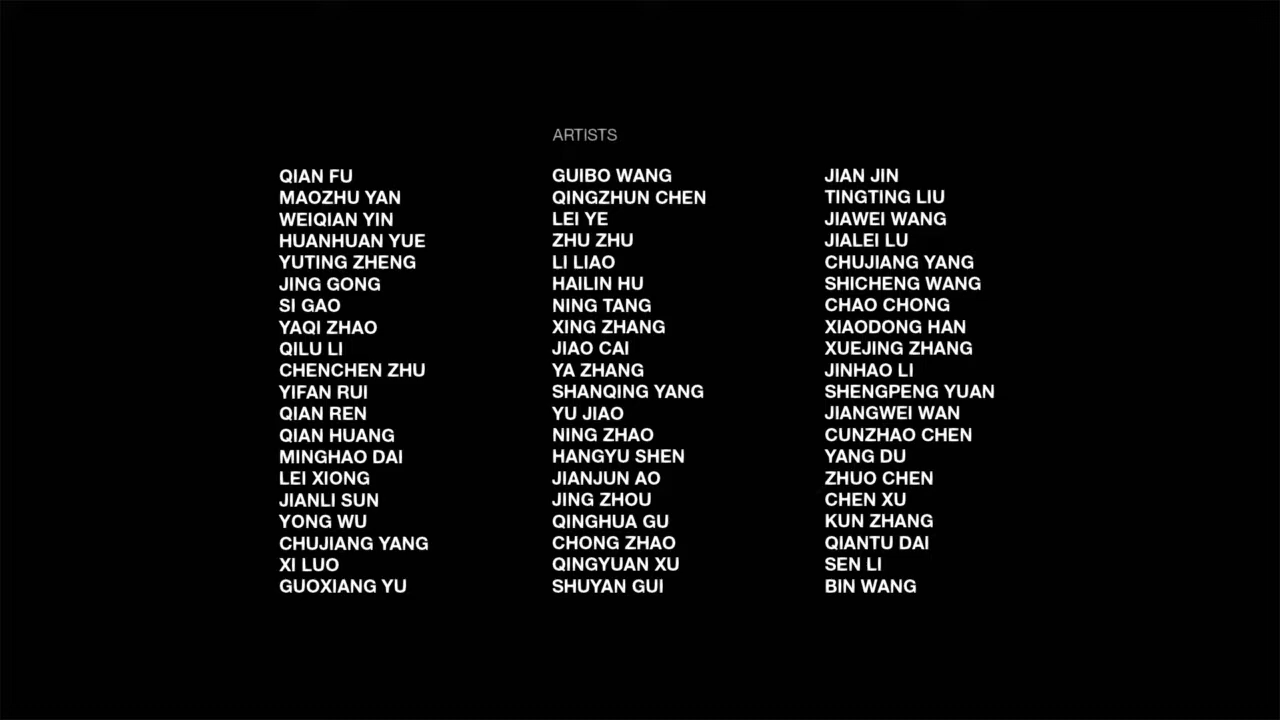 ARTISTS
QIAN FU
MAOZHU YAN
WEIQIAN YIN
HUANHUAN YUE
YUTING ZHENG
JING GONG
SI GAO
YAQI ZHAO
QILU LI
CHENCHEN ZHU
YIFAN RUI
QIAN REN
QIAN HUANG
MINGHAO DAI
LEI XIONG
JIANLI SUN
YONG WU
CHUJIANG YANG
XI LUO
GUOXIANG YU
GUIBO WANG
QINGZHUN CHEN
LEI YE
ZHU ZHU
LI LIAO
HAILIN HU
NING TANG
XING ZHANG
JIAO CAI
YA ZHANG
SHANQING YANG
YU JIAO
NING ZHAO
HANGYU SHEN
JIANJUN AO
JING ZHOU
QINGHUA GU
CHONG ZHAO
QINGYUAN XU
SHUYAN GUI
JIAN JIN
TINGTING LIU
JIAWEI WANG
JIALEI LU
CHUJIANG YANG
SHICHENG WANG
CHAO CHONG
XIAODONG HAN
XUEJING ZHANG
JINHAO LI
SHENGPENG YUAN
JIANGWEI WAN
CUNZHAO CHEN
YANG DU
ZHUO CHEN
CHEN XU
KUN ZHANG
QIANTU DAI
SEN LI
BIN WANG